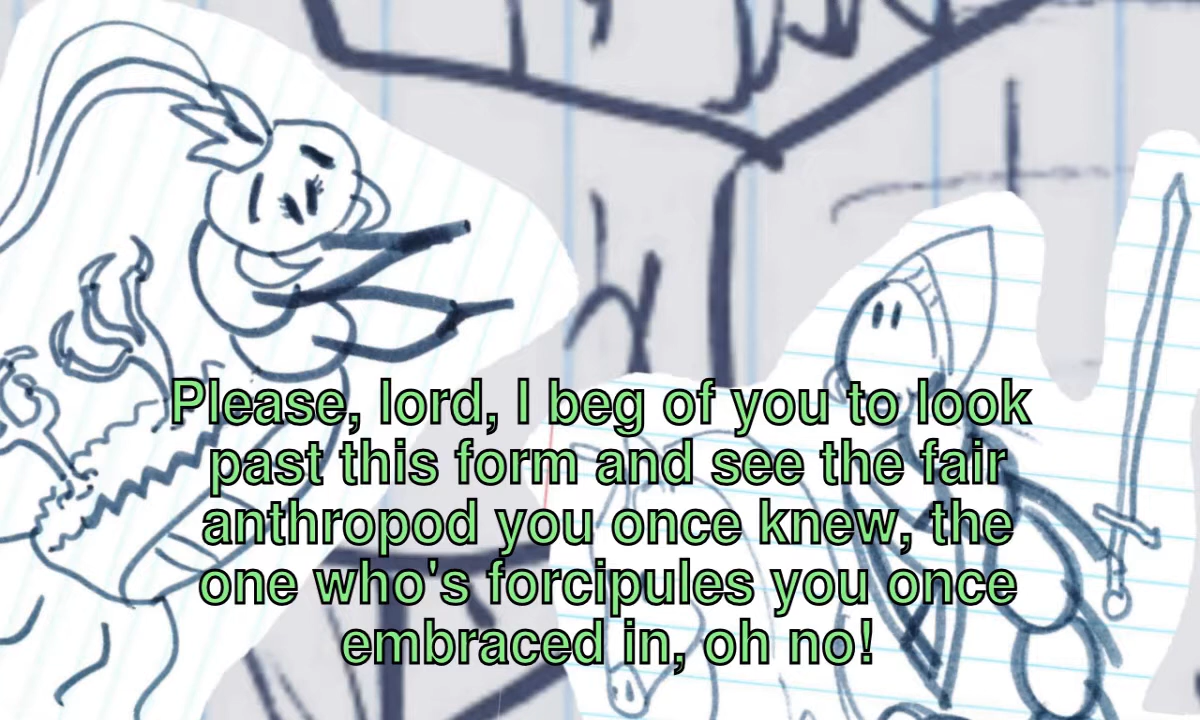 Please, lord, I beg of you to look
past this form and see the fair
anthropod you once knew, the
one who's forcipules you once
embraced in, oh no!